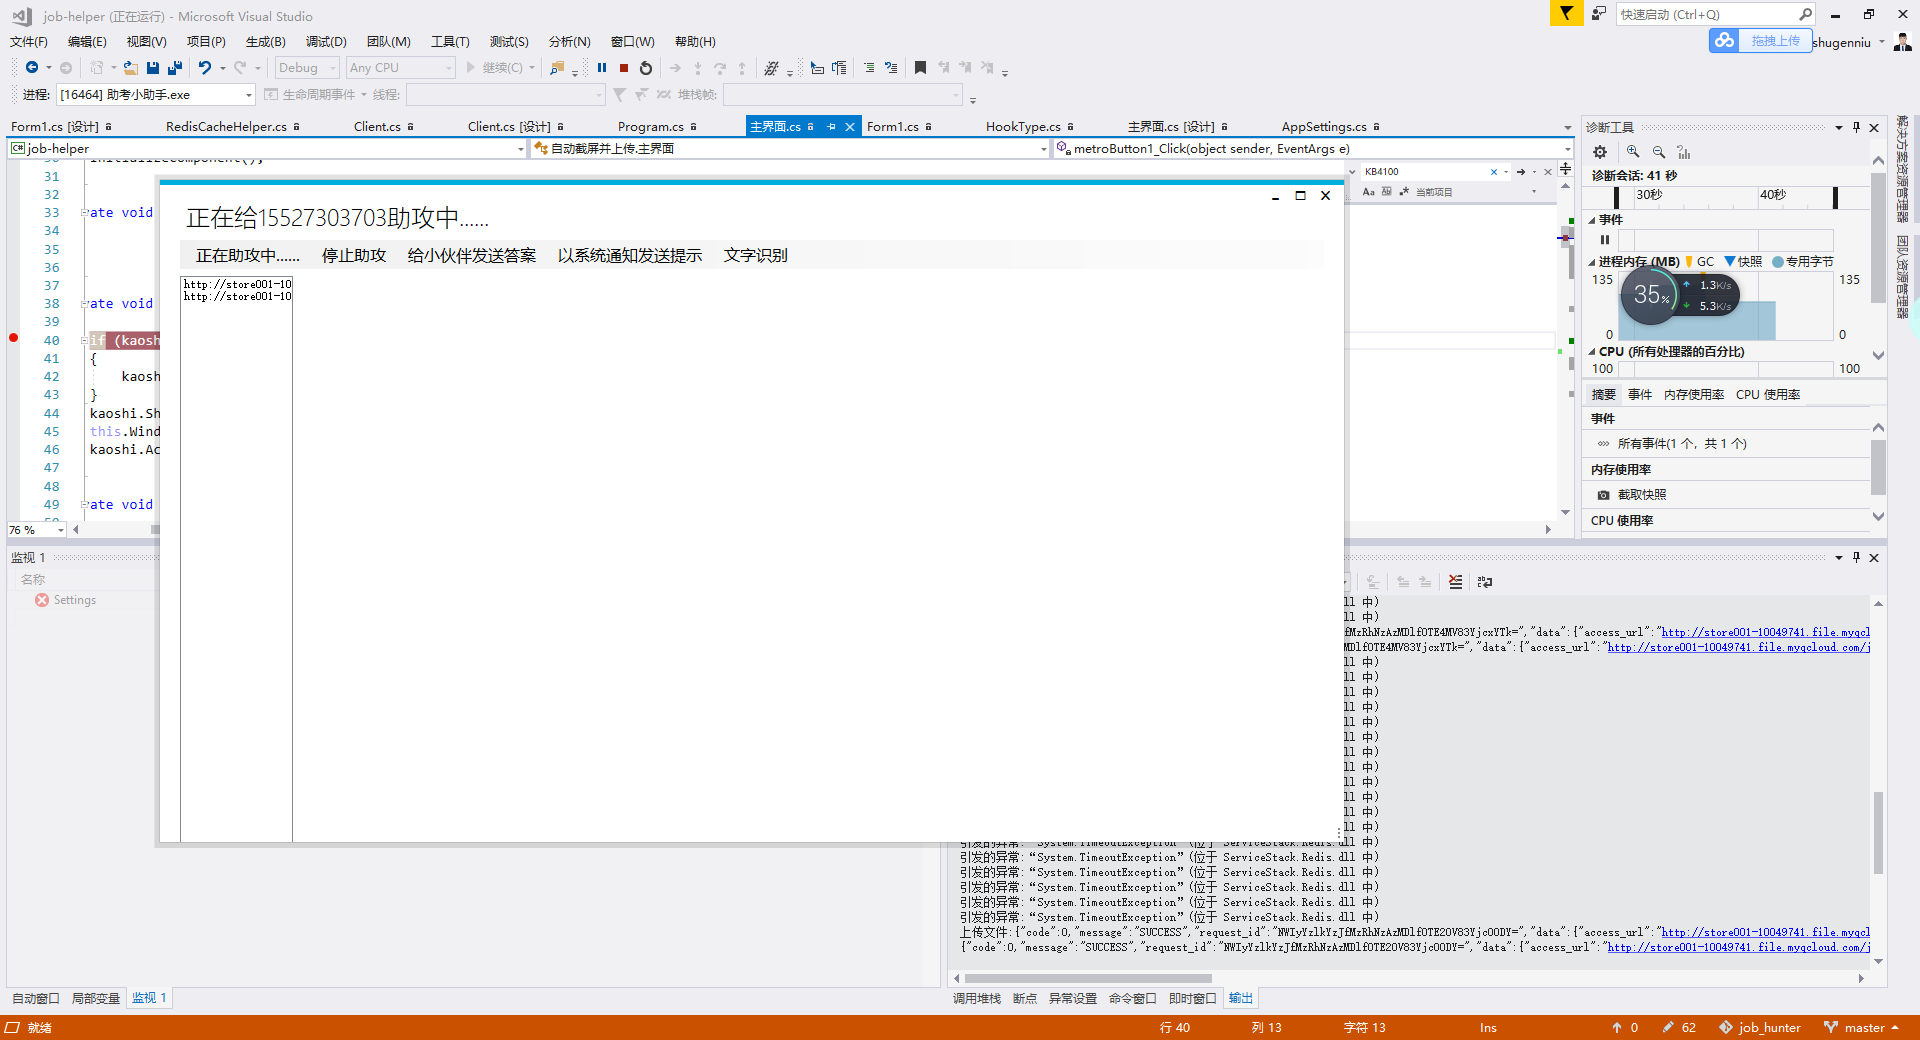 job-helper (正在运行) - Microsoft Visual Studio
快速启动 (Ctrl+Q)
文件(F) 编辑(E) 视图(V) 项目(P) 生成(B) 调试(D) 团队(M) 工具(T) 测试(S) 分析(N) 窗口(W) 帮助(H)
拖拽上传
shugenniu
Debug Any CPU 继续(C)
进程: [16464] 助考小助手.exe 生命周期事件 线程: 堆栈帧:
Form1.cs [设计] RedisCacheHelper.cs Client.cs Client.cs [设计] Program.cs 主界面.cs Form1.cs HookType.cs 主界面.cs [设计] AppSettings.cs
job-helper 自动截屏并上传.主界面 metroButton1_Click(object sender, EventArgs e)
KB4100
Aa 当前项目
31
32
33 ate void
34
35
36
37
38 ate void
39
40 if (kaosh
41 {
42 kaosh
43 }
44 kaoshi.Sh
45 this.Wind
46 kaoshi.Ac
47
48
49 ate void
76 %
正在给15527303703助攻中......
正在助攻中...... 停止助攻 给小伙伴发送答案 以系统通知发送提示 文字识别
http://store001-10
http://store001-10
诊断工具
诊断会话: 41 秒
30秒 40秒
事件
进程内存 (MB) GC 快照 专用字节
135 135
35% 1.3K/s
5.3K/s
0 0
CPU (所有处理器的百分比)
100 100
摘要 事件 内存使用率 CPU 使用率
事件
所有事件(1 个，共 1 个)
内存使用率
截取快照
CPU 使用率
解决方案资源管理器
团队资源管理器
监视 1
名称
Settings
ll 中)
ll 中)
fMzRhNzAzMDlfOTE4MV83YjcxYTk=","data":{"access_url":"http://store001-10049741.file.myqcl
MDlfOTE4MV83YjcxYTk=","data":{"access_url":"http://store001-10049741.file.myqcloud.com/j
ll 中)
ll 中)
ll 中)
ll 中)
ll 中)
ll 中)
ll 中)
ll 中)
ll 中)
ll 中)
ll 中)
ll 中)
引发的异常:“System.TimeoutException”(位于 ServiceStack.Redis.dll 中)
引发的异常:“System.TimeoutException”(位于 ServiceStack.Redis.dll 中)
引发的异常:“System.TimeoutException”(位于 ServiceStack.Redis.dll 中)
引发的异常:“System.TimeoutException”(位于 ServiceStack.Redis.dll 中)
引发的异常:“System.TimeoutException”(位于 ServiceStack.Redis.dll 中)
引发的异常:“System.TimeoutException”(位于 ServiceStack.Redis.dll 中)
上传文件:{"code":0,"message":"SUCCESS","request_id":"NWIyYzlkYzJfMzRhNzAzMDlfOTE2OV83Yjc0ODY=","data":{"access_url":"http://store001-10049741.file.myqcl
{"code":0,"message":"SUCCESS","request_id":"NWIyYzlkYzJfMzRhNzAzMDlfOTE2OV83Yjc0ODY=","data":{"access_url":"http://store001-10049741.file.myqcloud.com/j
自动窗口 局部变量 监视 1
调用堆栈 断点 异常设置 命令窗口 即时窗口 输出
就绪 行 40 列 13 字符 13 Ins 0 62 job_hunter master